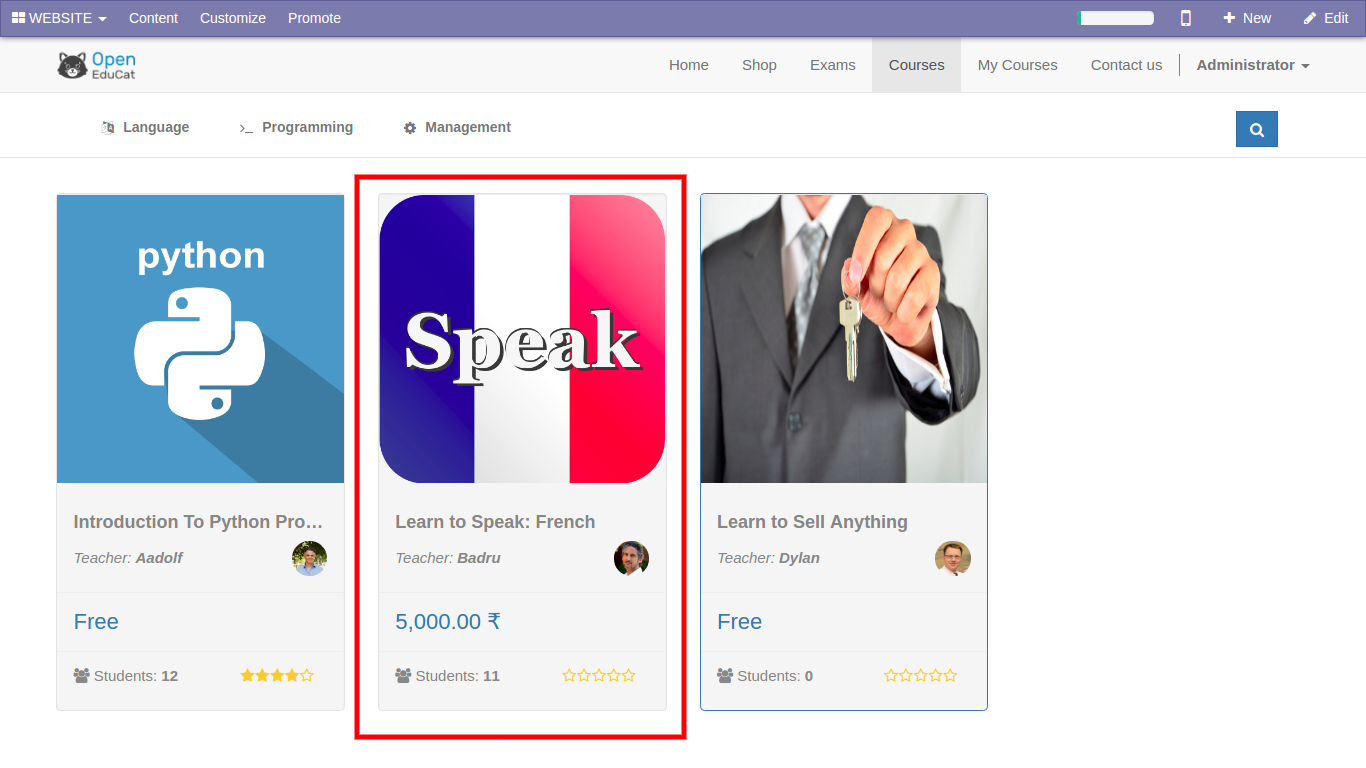 WEBSITE Content Customize Promote New Edit
Open
EduCat
Home Shop Exams Courses My Courses Contact us Administrator
Language Programming Management
python
Speak
Introduction To Python Pro...
Teacher: Aadolf
Free
Students: 12
Learn to Speak: French
Teacher: Badru
5,000.00 ₹
Students: 11
Learn to Sell Anything
Teacher: Dylan
Free
Students: 0